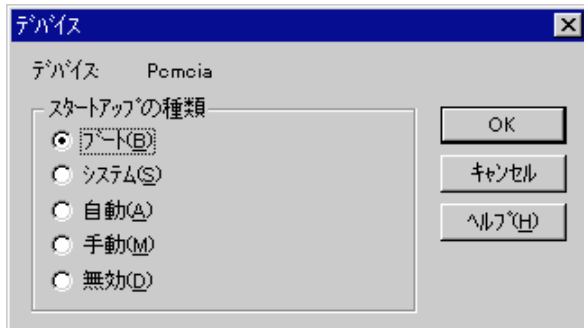 ﾃﾞﾊﾞｲｽ
ﾃﾞﾊﾞｲｽ: Pcmcia
ｽﾀｰﾄｱｯﾌﾟの種類
ﾌﾞｰﾄ(B)
ｼｽﾃﾑ(S)
自動(A)
手動(M)
無効(D)
OK
ｷｬﾝｾﾙ
ﾍﾙﾌﾟ(H)